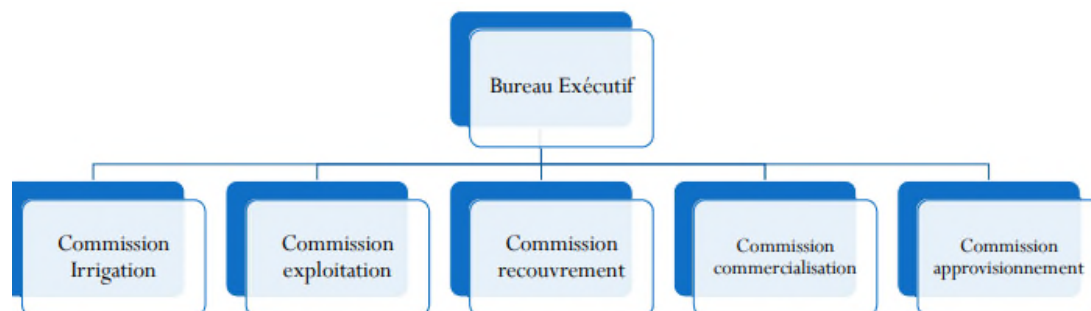 Bureau Exécutif
Commission
Irrigation
Commission
exploitation
Commission
recouvrement
Commission
commercialisation
Commission
approvisionnement